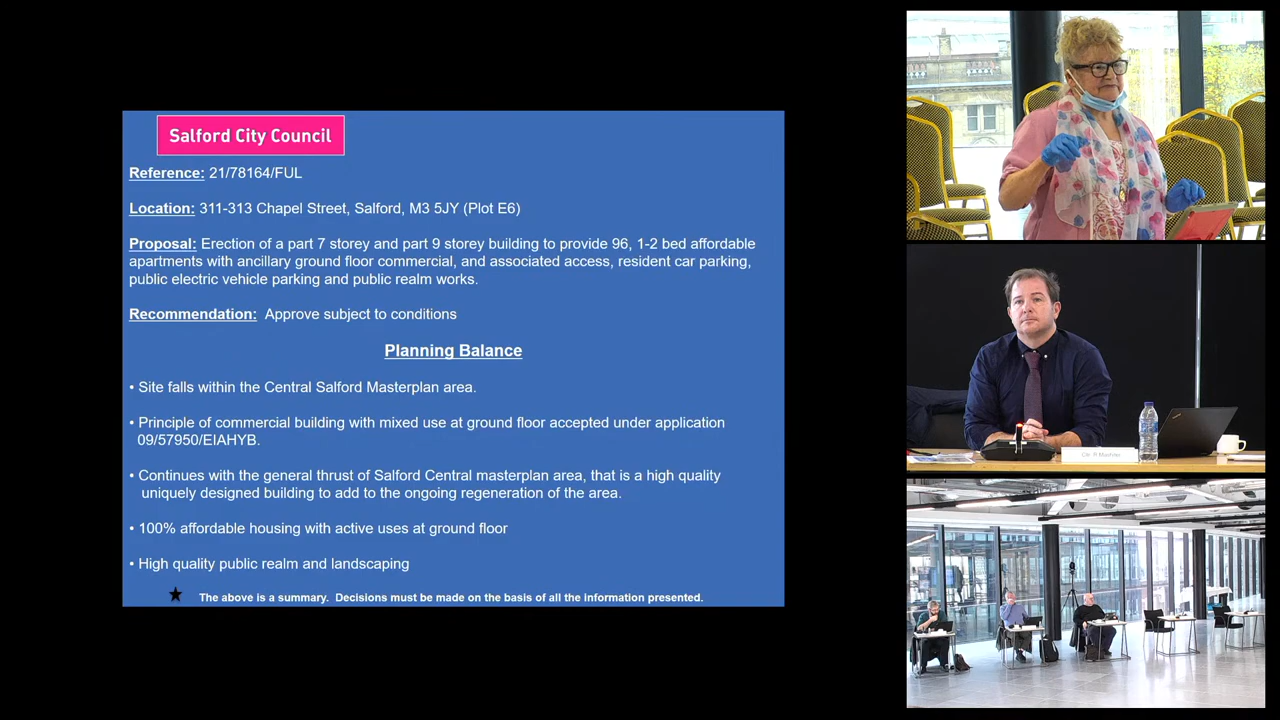 Salford City Council
Reference: 21/78164/FUL
Location: 311-313 Chapel Street, Salford, M3 5JY (Plot E6)
Proposal: Erection of a part 7 storey and part 9 storey building to provide 96, 1-2 bed affordable
apartments with ancillary ground floor commercial, and associated access, resident car parking,
public electric vehicle parking and public realm works.
Recommendation: Approve subject to conditions
Planning Balance
• Site falls within the Central Salford Masterplan area.
• Principle of commercial building with mixed use at ground floor accepted under application
09/57950/EIAHYB.
• Continues with the general thrust of Salford Central masterplan area, that is a high quality
uniquely designed building to add to the ongoing regeneration of the area.
• 100% affordable housing with active uses at ground floor
• High quality public realm and landscaping
★ The above is a summary. Decisions must be made on the basis of all the information presented.